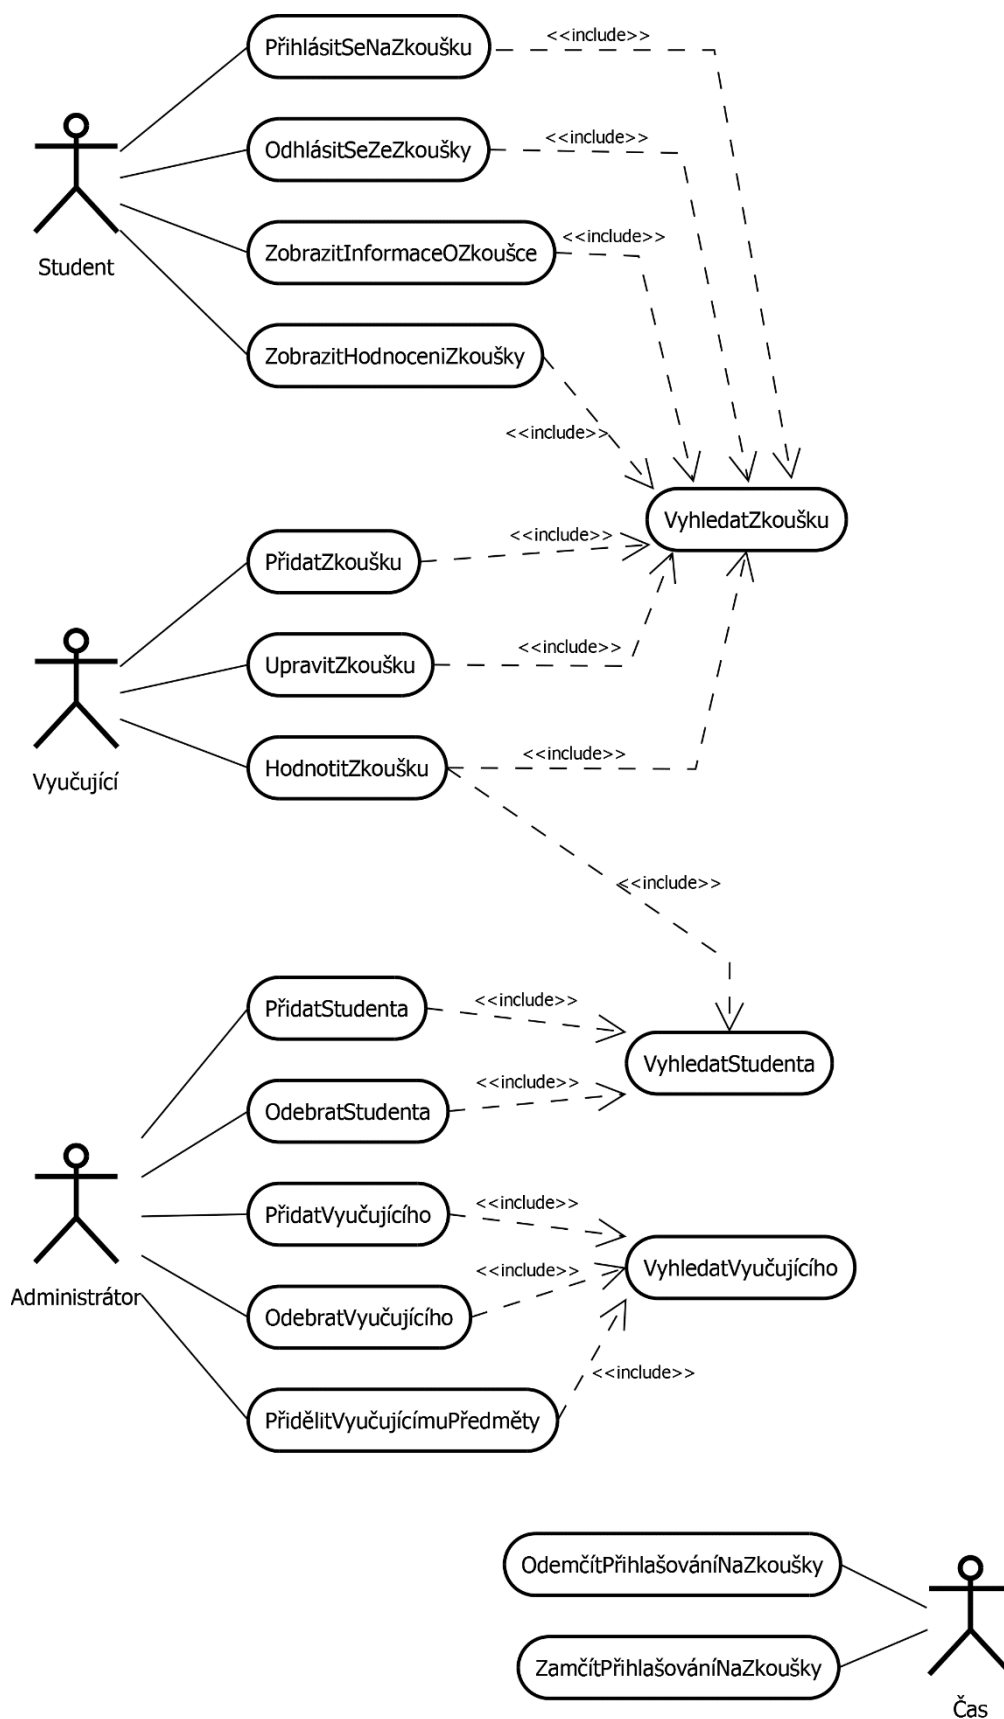 PřihlásitSeNaZkoušku
<<include>>
OdhlásitSeZeZkoušky
<<include>>
ZobrazitInformaceOZkoušce
<<include>>
Student
ZobrazitHodnoceniZkoušky
<<include>>
VyhledatZkoušku
PřidatZkoušku
<<include>>
UpravitZkoušku
<<include>>
HodnotitZkoušku
<<include>>
Vyučující
<<include>>
PřidatStudenta
<<include>>
VyhledatStudenta
OdebratStudenta
<<include>>
PřidatVyučujícího
<<include>>
VyhledatVyučujícího
Administrátor
OdebratVyučujícího
<<include>>
PřidělitVyučujícímuPředměty
<<include>>
OdemčítPřihlašováníNaZkoušky
ZamčítPřihlašováníNaZkoušky
Čas